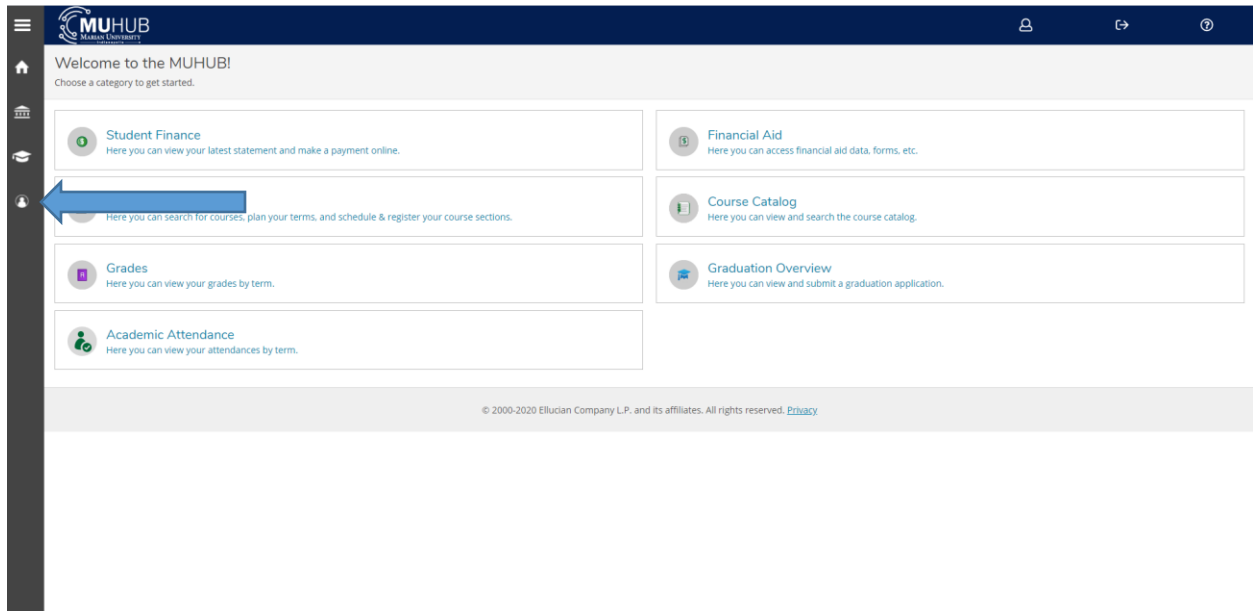 MUHUB
MARIAN UNIVERSITY
Welcome to the MUHUB!
Choose a category to get started.
Student Finance
Here you can view your latest statement and make a payment online.
Financial Aid
Here you can access financial aid data, forms, etc.
Here you can search for courses, plan your terms, and schedule & register your course sections.
Course Catalog
Here you can view and search the course catalog.
Grades
Here you can view your grades by term.
Graduation Overview
Here you can view and submit a graduation application.
Academic Attendance
Here you can view your attendances by term.
© 2000-2020 Ellucian Company L.P. and its affiliates. All rights reserved. Privacy